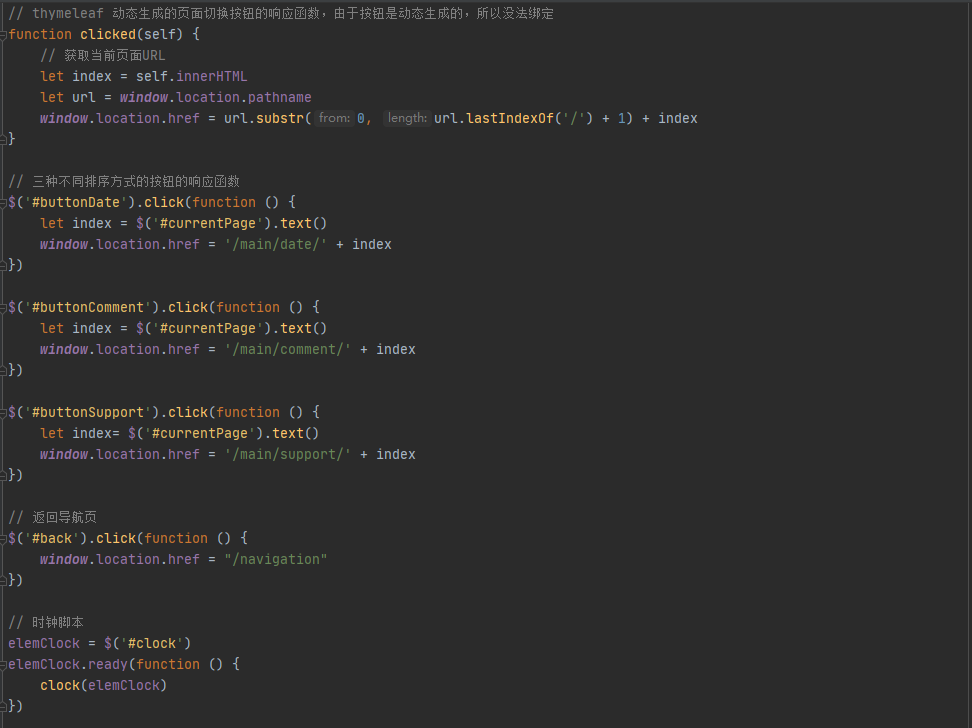 // thymeleaf 动态生成的页面切换按钮的响应函数，由于按钮是动态生成的，所以没法绑定
function clicked(self) {
    // 获取当前页面URL
    let index = self.innerHTML
    let url = window.location.pathname
    window.location.href = url.substr( from: 0, length: url.lastIndexOf('/') + 1) + index
}

// 三种不同排序方式的按钮的响应函数
$('#buttonDate').click(function () {
    let index = $('#currentPage').text()
    window.location.href = '/main/date/' + index
})

$('#buttonComment').click(function () {
    let index = $('#currentPage').text()
    window.location.href = '/main/comment/' + index
})

$('#buttonSupport').click(function () {
    let index= $('#currentPage').text()
    window.location.href = '/main/support/' + index
})

// 返回导航页
$('#back').click(function () {
    window.location.href = "/navigation"
})

// 时钟脚本
elemClock = $('#clock')
elemClock.ready(function () {
    clock(elemClock)
})